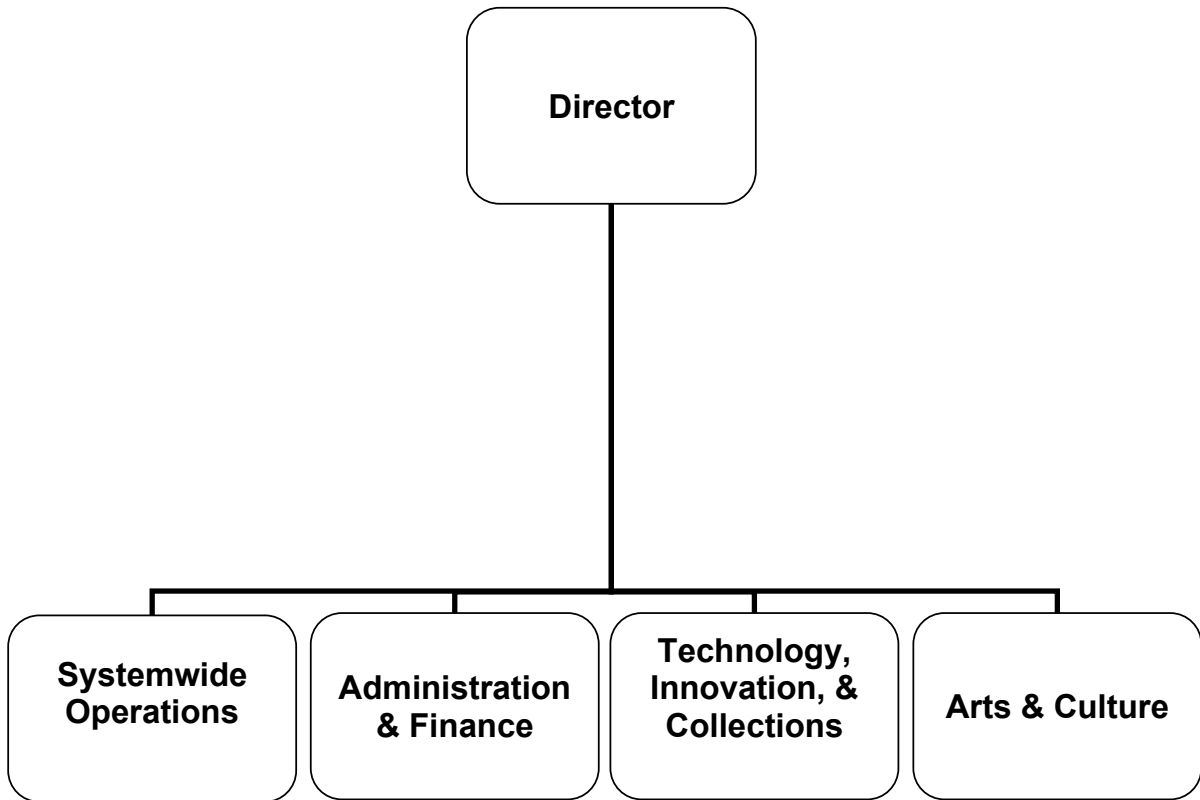 Director
Systemwide
Operations
Administration
& Finance
Technology,
Innovation, &
Collections
Arts & Culture